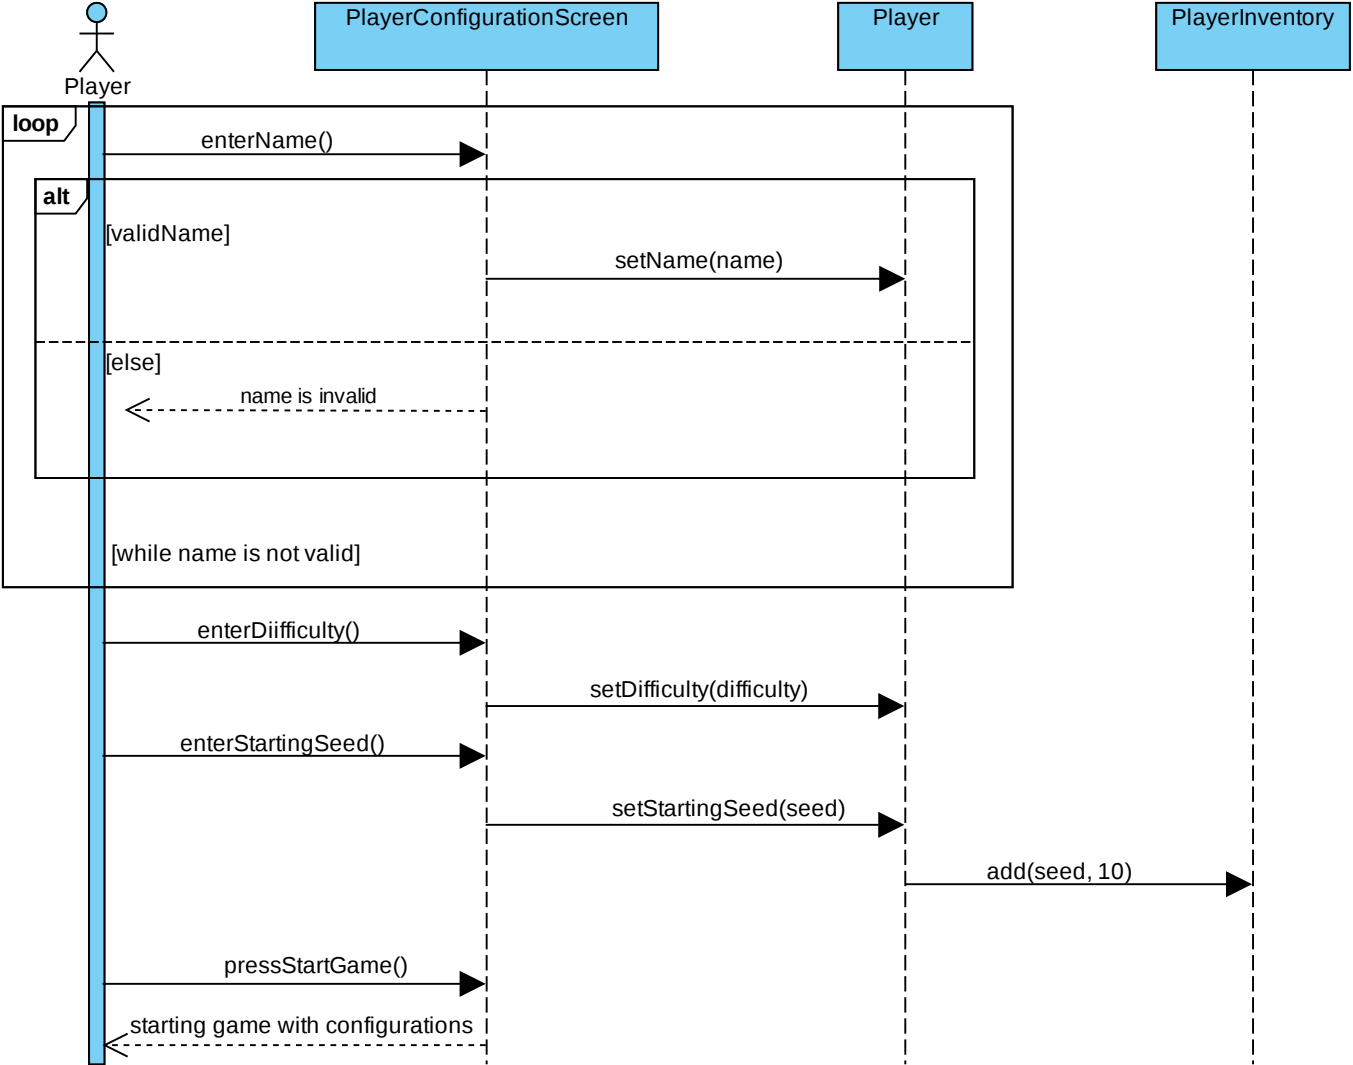 Player
PlayerConfigurationScreen
Player
PlayerInventory
loop
enterName()
alt
[validName]
setName(name)
[else]
name is invalid
[while name is not valid]
enterDiifficulty()
setDifficulty(difficulty)
enterStartingSeed()
setStartingSeed(seed)
add(seed, 10)
pressStartGame()
starting game with configurations